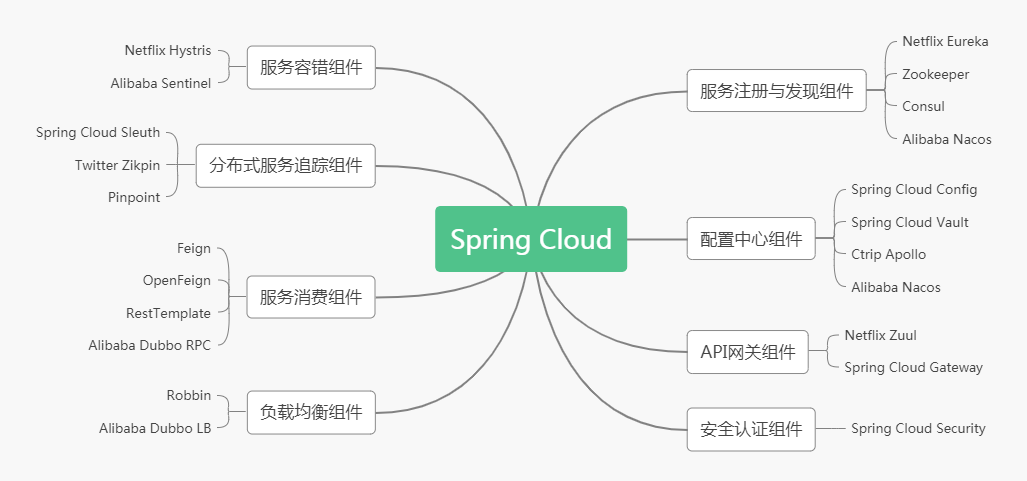 Spring Cloud
服务容错组件
Netflix Hystris
Alibaba Sentinel
分布式服务追踪组件
Spring Cloud Sleuth
Twitter Zikpin
Pinpoint
服务消费组件
Feign
OpenFeign
RestTemplate
Alibaba Dubbo RPC
负载均衡组件
Robbin
Alibaba Dubbo LB
服务注册与发现组件
Netflix Eureka
Zookeeper
Consul
Alibaba Nacos
配置中心组件
Spring Cloud Config
Spring Cloud Vault
Ctrip Apollo
Alibaba Nacos
API网关组件
Netflix Zuul
Spring Cloud Gateway
安全认证组件
Spring Cloud Security